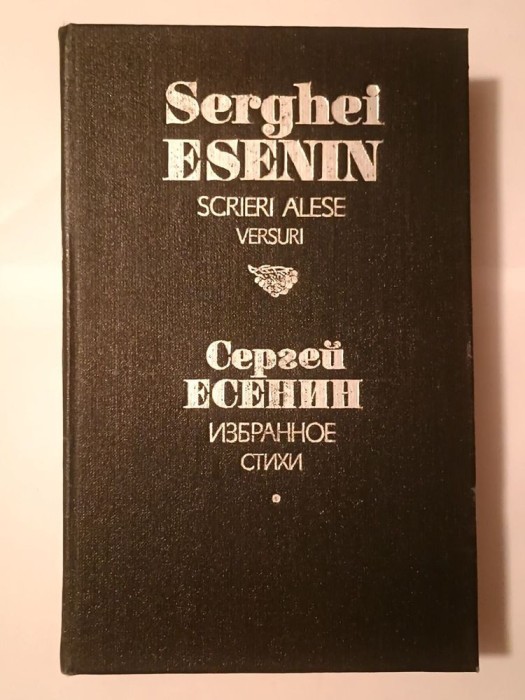 Serghei
ESENIN
SCRIERI ALESE
VERSURI
Сергей
ЕСЕНИН
ИЗБРАННОЕ
СТИХИ